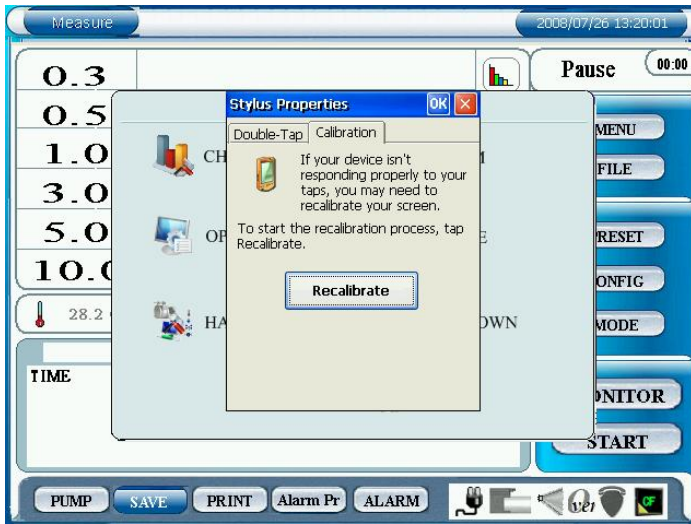 Measure
2008/07/26 13:20:01
0.3
Pause
00:00
0.5
Stylus Properties
OK
Double-Tap
Calibration
MENU
1.0
CH
If your device isn't
responding properly to your
taps, you may need to
recalibrate your screen.
FILE
3.0
To start the recalibration process, tap
Recalibrate.
5.0
OP
10.0
Recalibrate
CONFIG
28.2
HA
OWN
MODE
TIME
START
PUMP
SAVE
PRINT
Alarm Pr
ALARM
Ver
CF